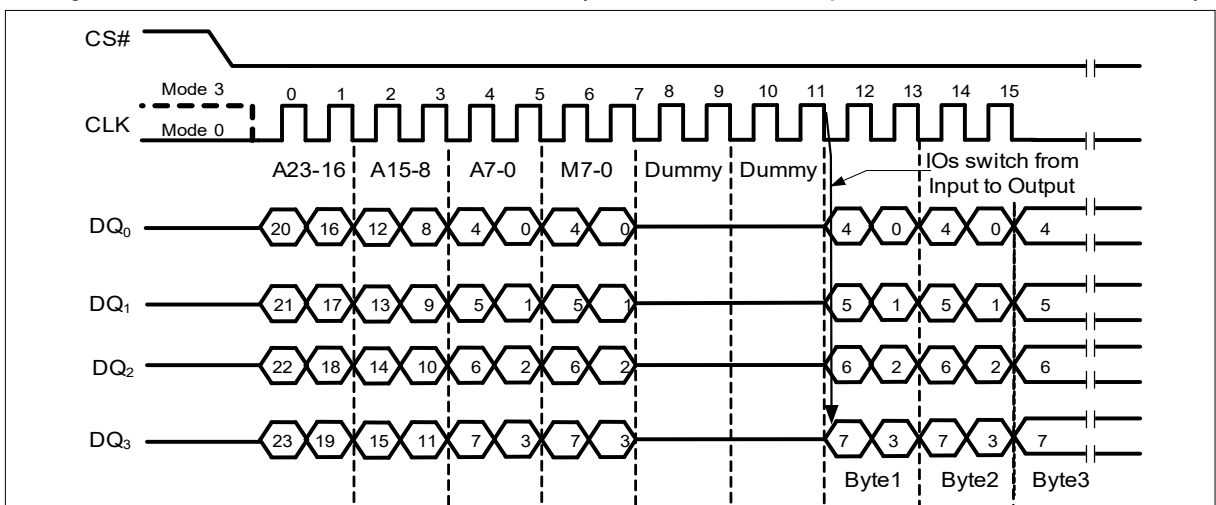 CS#
Mode 3
0 1 2 3 4 5 6 7 8 9 10 11 12 13 14 15
CLK
Mode 0
A23-16 A15-8 A7-0 M7-0 Dummy Dummy
IOs switch from
Input to Output
DQ0 20 16 12 8 4 0 4 0 4 0 4 0 4
DQ1 21 17 13 9 5 1 5 1 5 1 5 1 5
DQ2 22 18 14 10 6 2 6 2 6 2 6 2 6
DQ3 23 19 15 11 7 3 7 3 7 3 7 3 7
Byte1 Byte2 Byte3